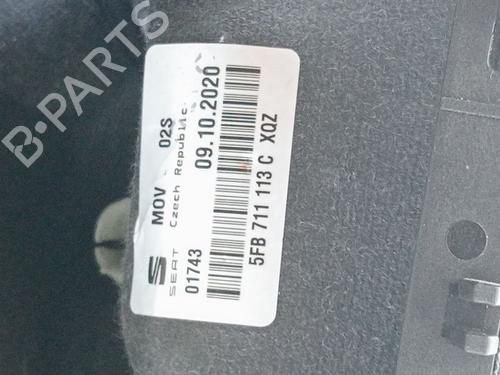 MOV 02S
SEAT Czech Republic
01743 09.10.2020
5FB 711 113 C XQZ
B-PARTS